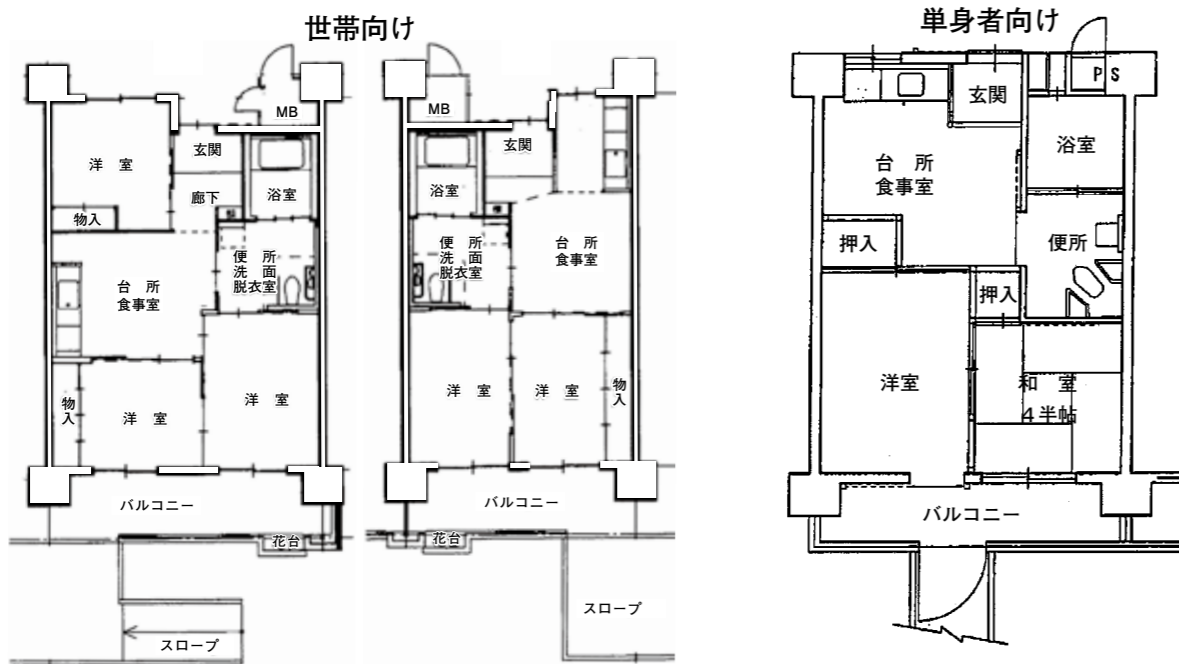 世帯向け
MB
洋 室
玄関
廊下
浴室
物入
便 所
洗 面
脱衣室
台 所
食事室
物入
洋 室
洋 室
バルコニー
花台
スロープ
MB
玄関
浴室
便 所
洗 面
脱衣室
台 所
食事室
洋 室
洋 室
物入
バルコニー
花台
スロープ
単身者向け
PS
玄関
浴室
台 所
食事室
押入
便所
押入
洋室
和 室
4半帖
バルコニー